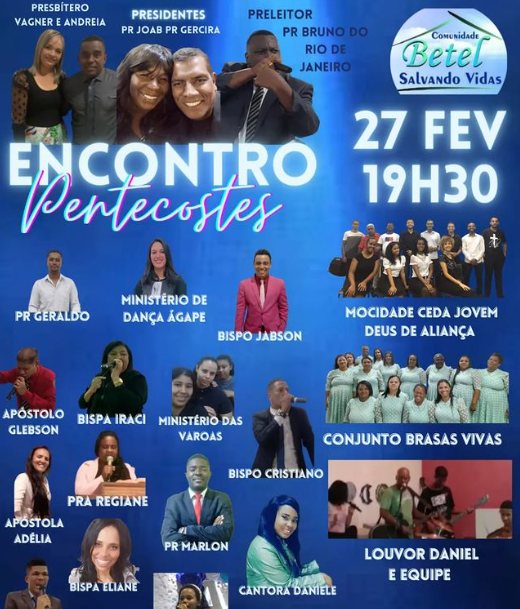 PRESBÍTERO
VAGNER E ANDREIA
PRESIDENTES
PR JOAB PR GERCIRA
PRELEITOR
PR BRUNO DO
RIO DE
JANEIRO
Comunidade
Betel
Salvando Vidas
ENCONTRO
Pentecostes
27 FEV
19H30
PR GERALDO
MINISTÉRIO DE
DANÇA ÁGAPE
BISPO JABSON
MOCIDADE CEDA JOVEM
DEUS DE ALIANÇA
APÓSTOLO
GLEBSON
BISPA IRACI
MINISTÉRIO DAS
VAROAS
BISPO CRISTIANO
CONJUNTO BRASAS VIVAS
APÓSTOLA
ADÉLIA
PRA REGIANE
PR MARLON
BISPA ELIANE
CANTORA DANIELE
LOUVOR DANIEL
E EQUIPE